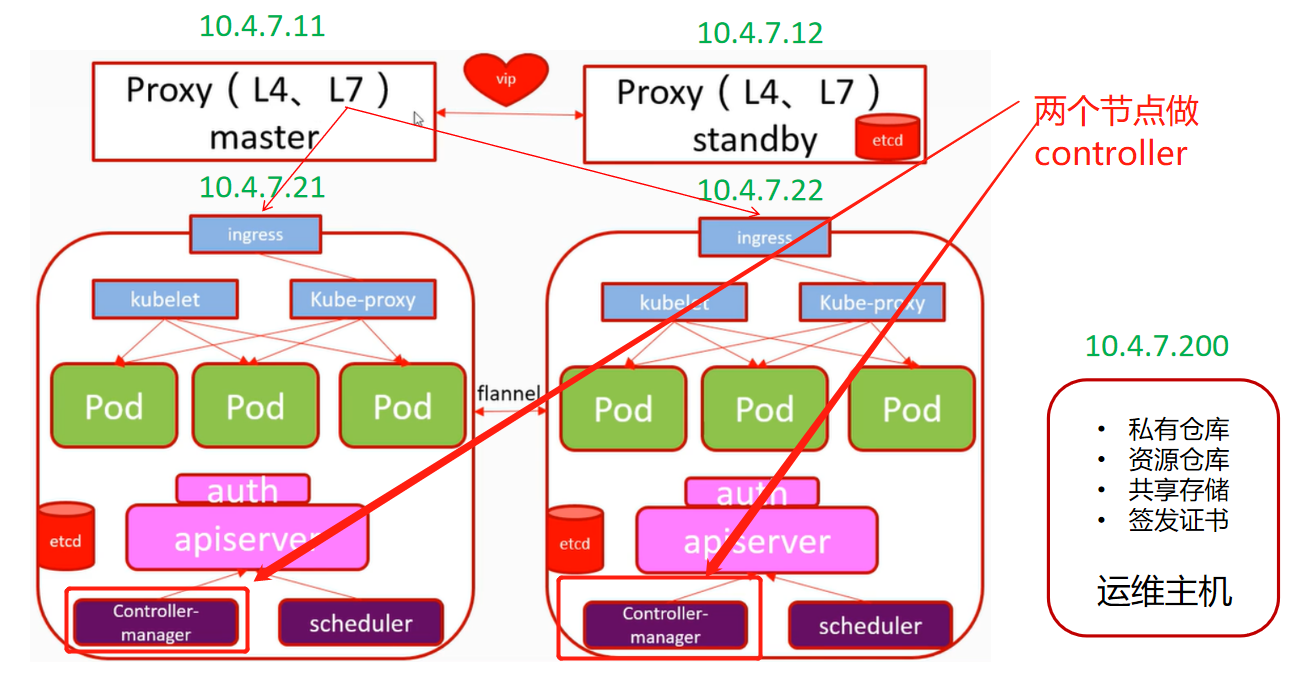 10.4.7.11
10.4.7.12
Proxy（L4、L7）
master
vip
Proxy（L4、L7）
standby
etcd
两个节点做
controller
10.4.7.21
10.4.7.22
ingress
ingress
kubelet
Kube-proxy
kubelet
Kube-proxy
Pod
Pod
Pod
flannel
Pod
Pod
Pod
10.4.7.200
• 私有仓库
• 资源仓库
• 共享存储
• 签发证书
运维主机
auth
apiserver
etcd
auth
apiserver
etcd
Controller-
manager
scheduler
Controller-
manager
scheduler